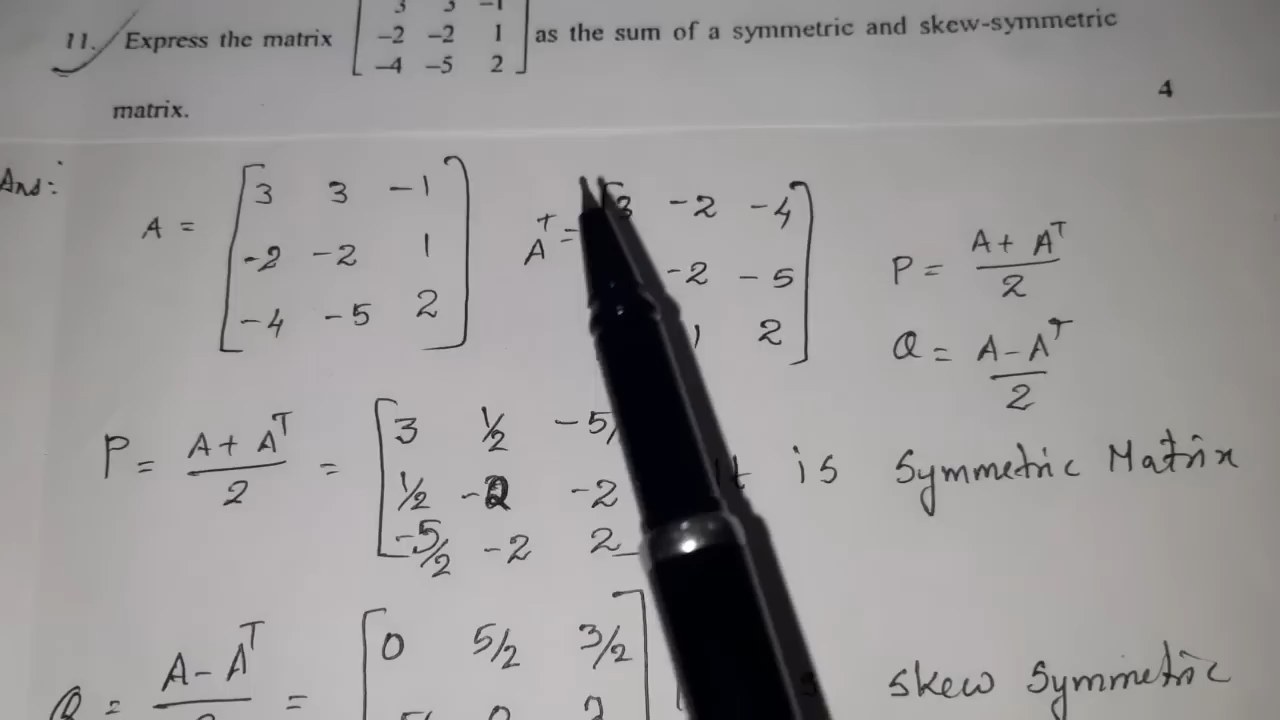 3 3 -1
11. Express the matrix -2 -2 1 as the sum of a symmetric and skew-symmetric
-4 -5 2
matrix. 4
Ans:
A = [3 3 -1
-2 -2 1
-4 -5 2]
A^T = [3 -2 -4
-2 -5
1 2]
P = A + A^T / 2
Q = A - A^T / 2
P = A + A^T / 2 = [3 1/2 -5/
1/2 -2 -2
-5/2 -2 2 is Symmetric Matrix
Q = A - A^T = [0 5/2 3/2
skew Symmetric